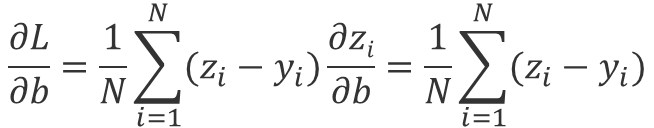 ∂L/∂b = 1/N ∑_{i=1}^{N} (z_i − y_i) ∂z_i/∂b = 1/N ∑_{i=1}^{N} (z_i − y_i)